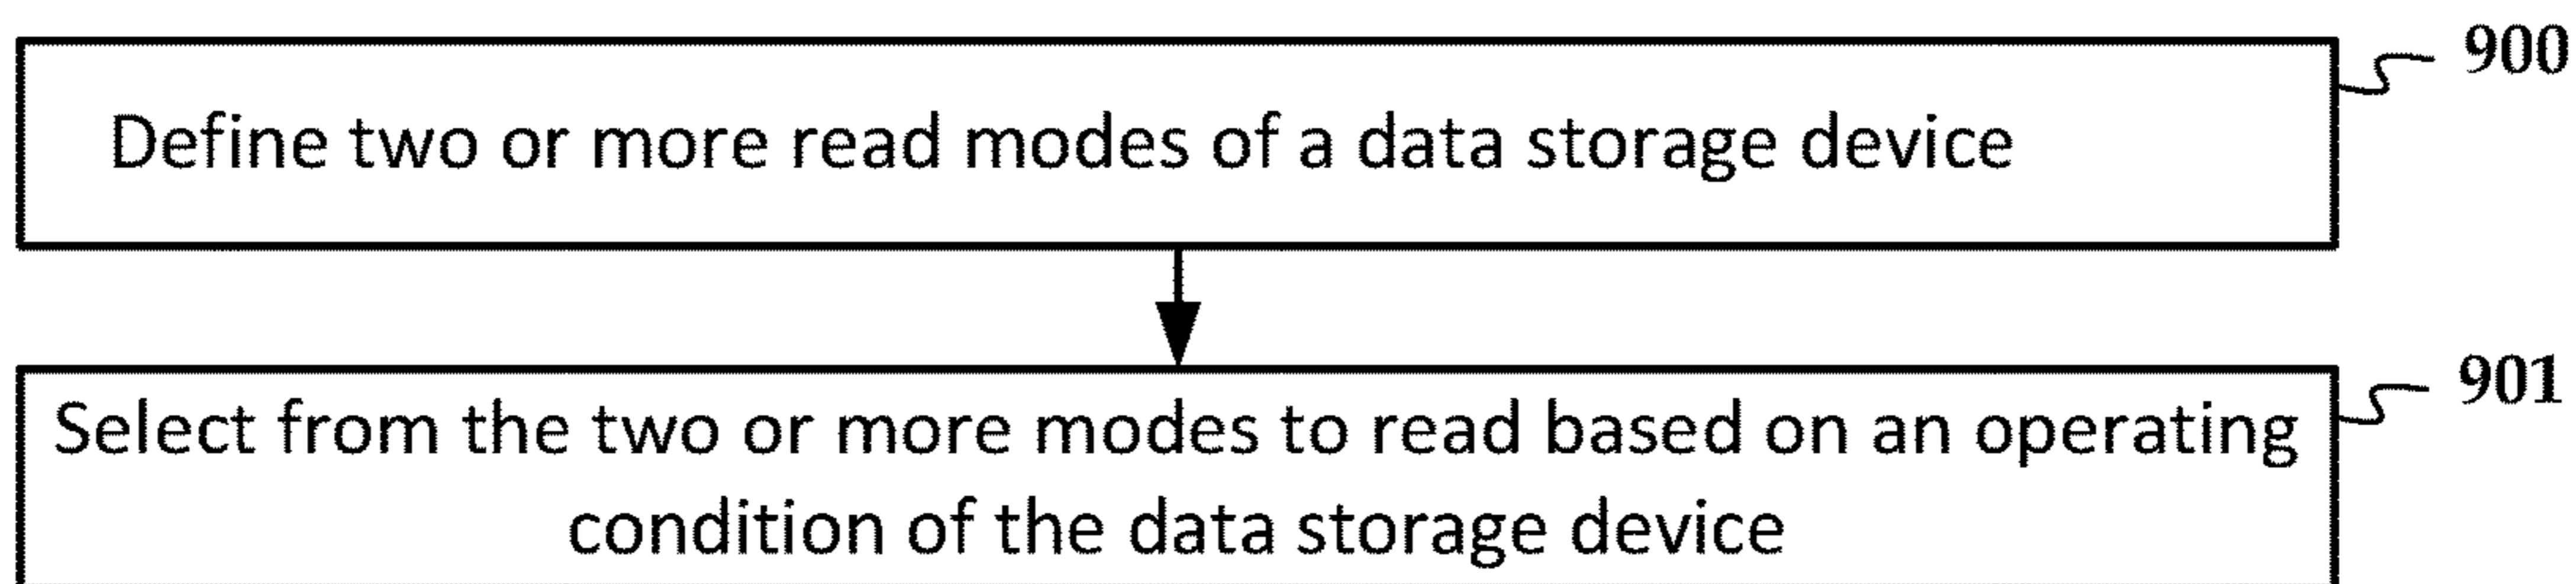 900
Define two or more read modes of a data storage device
901
Select from the two or more modes to read based on an operating
condition of the data storage device